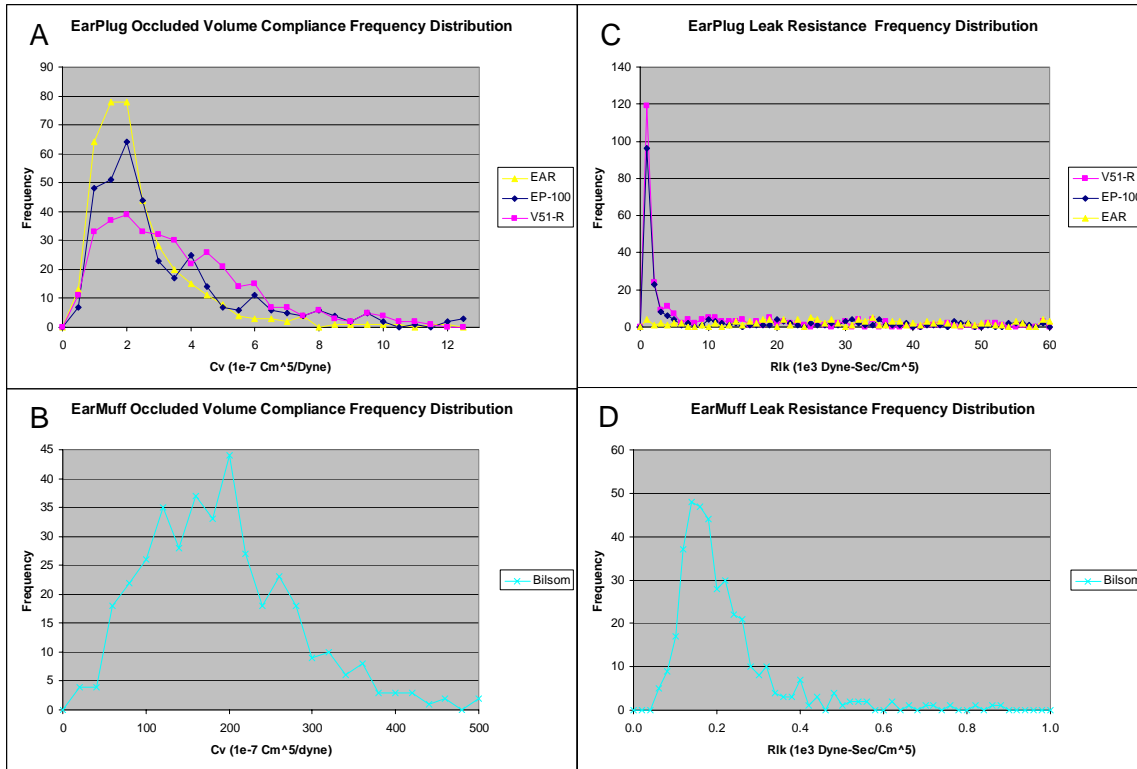 A
EarPlug Occluded Volume Compliance Frequency Distribution
90
80
70
60
50
40
30
20
10
0
Frequency
0 2 4 6 8 10 12
Cv (1e-7 Cm^5/Dyne)
EAR
EP-100
V51-R
C
EarPlug Leak Resistance Frequency Distribution
140
120
100
80
60
40
20
0
Frequency
0 10 20 30 40 50 60
Rlk (1e3 Dyne-Sec/Cm^5)
V51-R
EP-100
EAR
B
EarMuff Occluded Volume Compliance Frequency Distribution
45
40
35
30
25
20
15
10
5
0
Frequency
0 100 200 300 400 500
Cv (1e-7 Cm^5/dyne)
Bilsom
D
EarMuff Leak Resistance Frequency Distribution
60
50
40
30
20
10
0
Frequency
0.0 0.2 0.4 0.6 0.8 1.0
Rlk (1e3 Dyne-Sec/Cm^5)
Bilsom